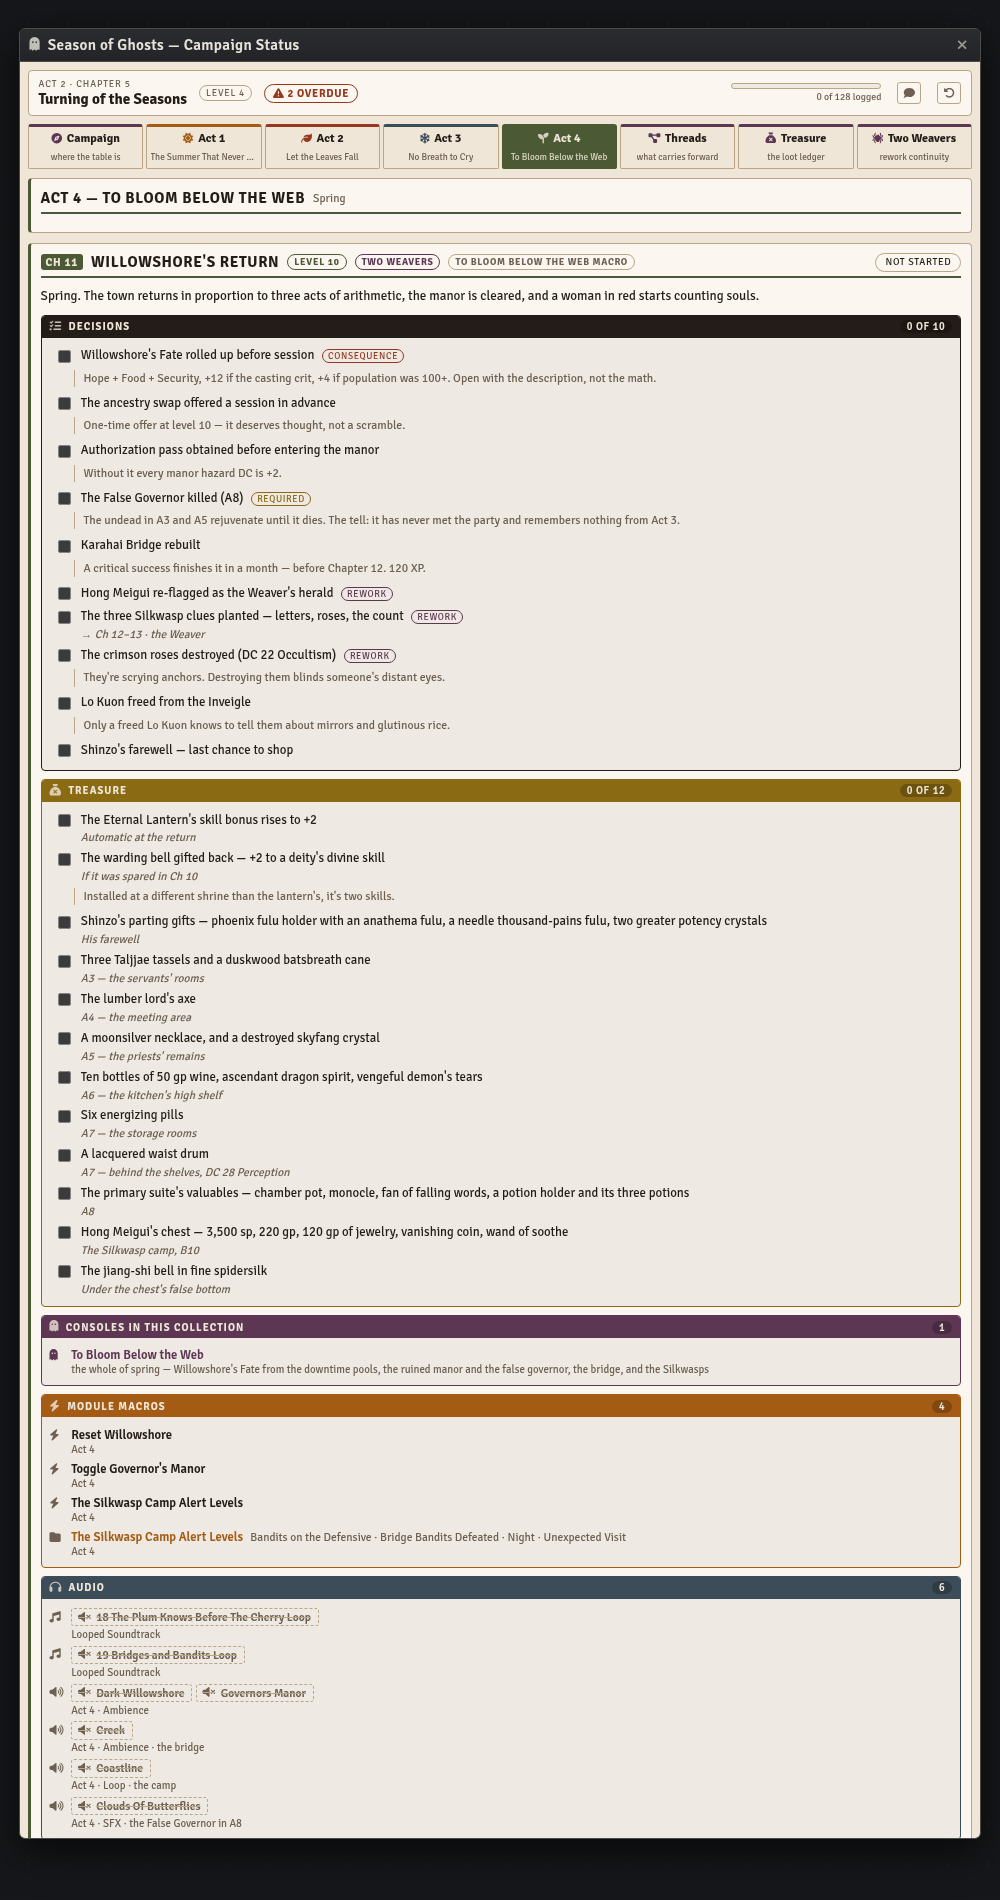 Season of Ghosts — Campaign Status
ACT 2 · CHAPTER 5
Turning of the Seasons
LEVEL 4
2 OVERDUE
0 of 128 logged
Campaign
where the table is
Act 1
The Summer That Never ...
Act 2
Let the Leaves Fall
Act 3
No Breath to Cry
Act 4
To Bloom Below the Web
Threads
what carries forward
Treasure
the loot ledger
Two Weavers
rework continuity
ACT 4 — TO BLOOM BELOW THE WEB Spring
CH 11 WILLOWSHORE'S RETURN LEVEL 10 TWO WEAVERS TO BLOOM BELOW THE WEB MACRO NOT STARTED
Spring. The town returns in proportion to three acts of arithmetic, the manor is cleared, and a woman in red starts counting souls.
DECISIONS 0 OF 10
Willowshore's Fate rolled up before session CONSEQUENCE
Hope + Food + Security, +12 if the casting crit, +4 if population was 100+. Open with the description, not the math.
The ancestry swap offered a session in advance
One-time offer at level 10 — it deserves thought, not a scramble.
Authorization pass obtained before entering the manor
Without it every manor hazard DC is +2.
The False Governor killed (A8) REQUIRED
The undead in A3 and A5 rejuvenate until it dies. The tell: it has never met the party and remembers nothing from Act 3.
Karahai Bridge rebuilt
A critical success finishes it in a month — before Chapter 12. 120 XP.
Hong Meigui re-flagged as the Weaver's herald REWORK
The three Silkwasp clues planted — letters, roses, the count REWORK
→ Ch 12–13 · the Weaver
The crimson roses destroyed (DC 22 Occultism) REWORK
They're scrying anchors. Destroying them blinds someone's distant eyes.
Lo Kuon freed from the Inveigle
Only a freed Lo Kuon knows to tell them about mirrors and glutinous rice.
Shinzo's farewell — last chance to shop
TREASURE 0 OF 12
The Eternal Lantern's skill bonus rises to +2
Automatic at the return
The warding bell gifted back — +2 to a deity's divine skill
If it was spared in Ch 10
Installed at a different shrine than the lantern's, it's two skills.
Shinzo's parting gifts — phoenix fulu holder with an anathema fulu, a needle thousand-pains fulu, two greater potency crystals
His farewell
Three Taljjae tassels and a duskwood batsbreath cane
A3 — the servants' rooms
The lumber lord's axe
A4 — the meeting area
A moonsilver necklace, and a destroyed skyfang crystal
A5 — the priests' remains
Ten bottles of 50 gp wine, ascendant dragon spirit, vengeful demon's tears
A6 — the kitchen's high shelf
Six energizing pills
A7 — the storage rooms
A lacquered waist drum
A7 — behind the shelves, DC 28 Perception
The primary suite's valuables — chamber pot, monocle, fan of falling words, a potion holder and its three potions
A8
Hong Meigui's chest — 3,500 sp, 220 gp, 120 gp of jewelry, vanishing coin, wand of soothe
The Silkwasp camp, B10
The jiang-shi bell in fine spidersilk
Under the chest's false bottom
CONSOLES IN THIS COLLECTION 1
To Bloom Below the Web
the whole of spring — Willowshore's Fate from the downtime pools, the ruined manor and the false governor, the bridge, and the Silkwasps
MODULE MACROS 4
Reset Willowshore
Act 4
Toggle Governor's Manor
Act 4
The Silkwasp Camp Alert Levels
Act 4
The Silkwasp Camp Alert Levels Bandits on the Defensive · Bridge Bandits Defeated · Night · Unexpected Visit
Act 4
AUDIO 6
18 The Plum Knows Before The Cherry Loop
Looped Soundtrack
19 Bridges and Bandits Loop
Looped Soundtrack
Dark Willowshore Governors Manor
Act 4 · Ambience
Creek
Act 4 · Ambience · the bridge
Coastline
Act 4 · Loop · the camp
Clouds Of Butterflies
Act 4 · SFX · the False Governor in A8